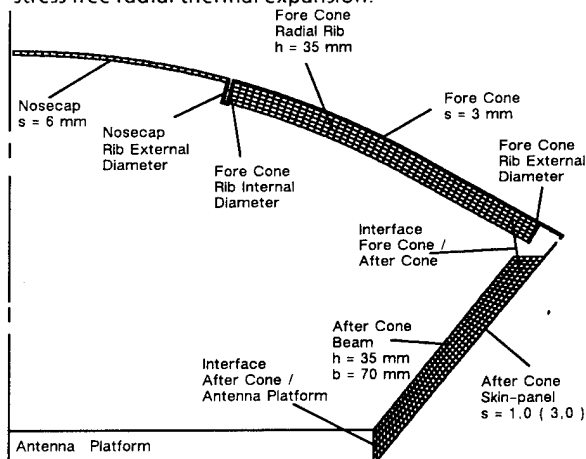 stress free radial thermal expansion.
Fore Cone
Radial Rib
h = 35 mm
Nosecap
s = 6 mm
Fore Cone
s = 3 mm
Nosecap
Rib External
Diameter
Fore Cone
Rib Internal
Diameter
Fore Cone
Rib External
Diameter
Interface
Fore Cone /
After Cone
After Cone
Beam
h = 35 mm
b = 70 mm
Interface
After Cone /
Antenna Platform
After Cone
Skin-panel
s = 1.0 ( 3,0 )
Antenna Platform